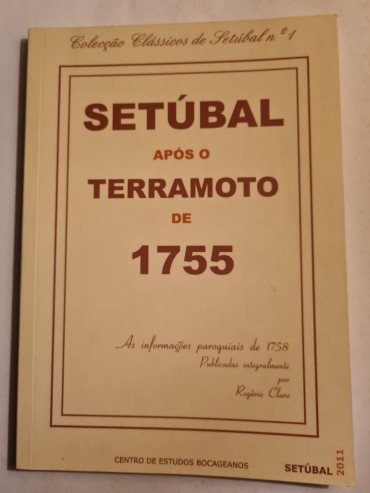 Colecção Clássicos de Setúbal nº 1
SETÚBAL
APÓS O
TERRAMOTO
DE
1755
As informações paroquiais de 1758
Publicadas integralmente
por
Rogério Claro
CENTRO DE ESTUDOS BOCAGEANOS
SETÚBAL 2011